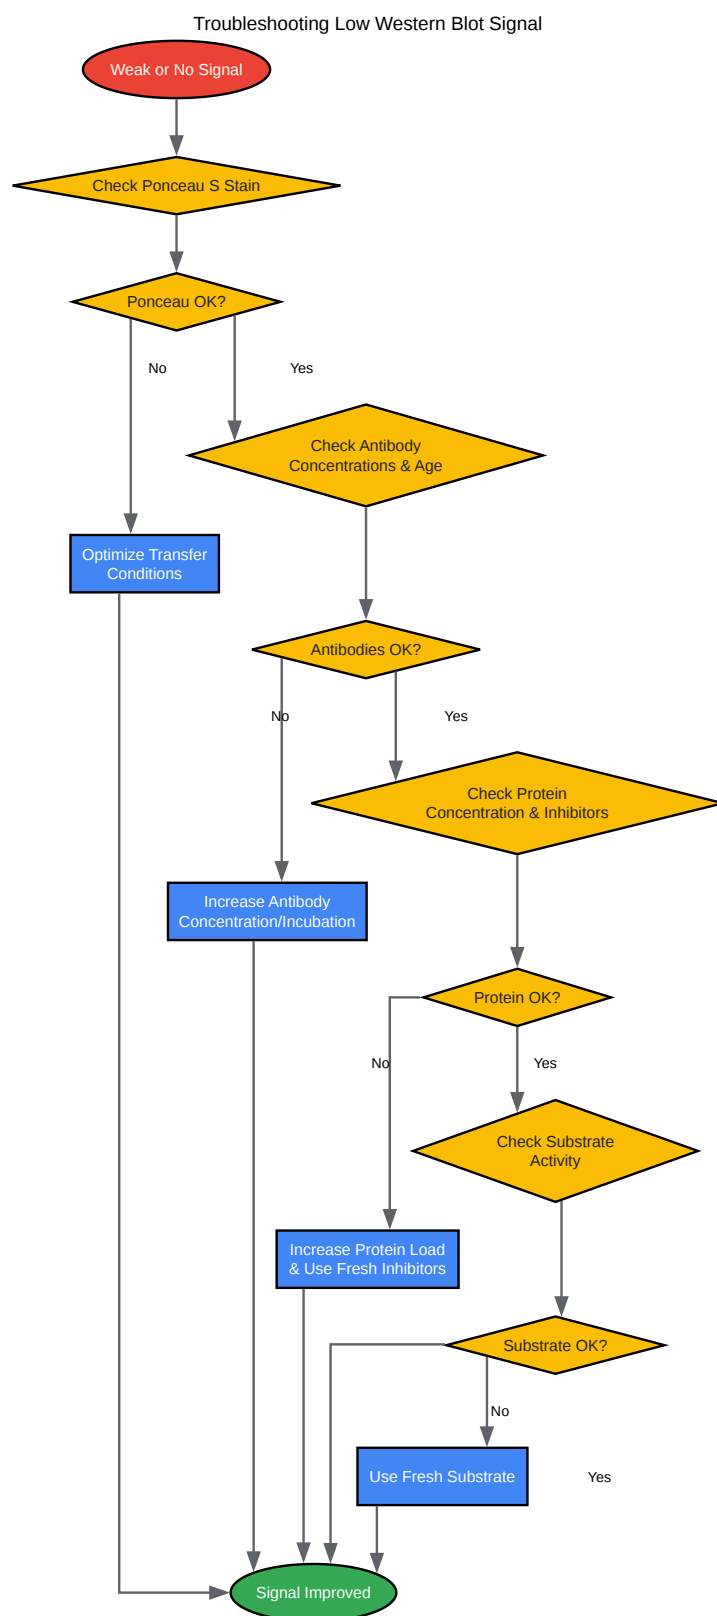 Troubleshooting Low Western Blot Signal
Weak or No Signal
Check Ponceau S Stain
Ponceau OK?
No
Yes
Check Antibody
Concentrations & Age
Optimize Transfer
Conditions
Antibodies OK?
No
Yes
Check Protein
Concentration & Inhibitors
Increase Antibody
Concentration/Incubation
Protein OK?
No
Yes
Check Substrate
Activity
Increase Protein Load
& Use Fresh Inhibitors
Substrate OK?
No
Use Fresh Substrate
Yes
Signal Improved